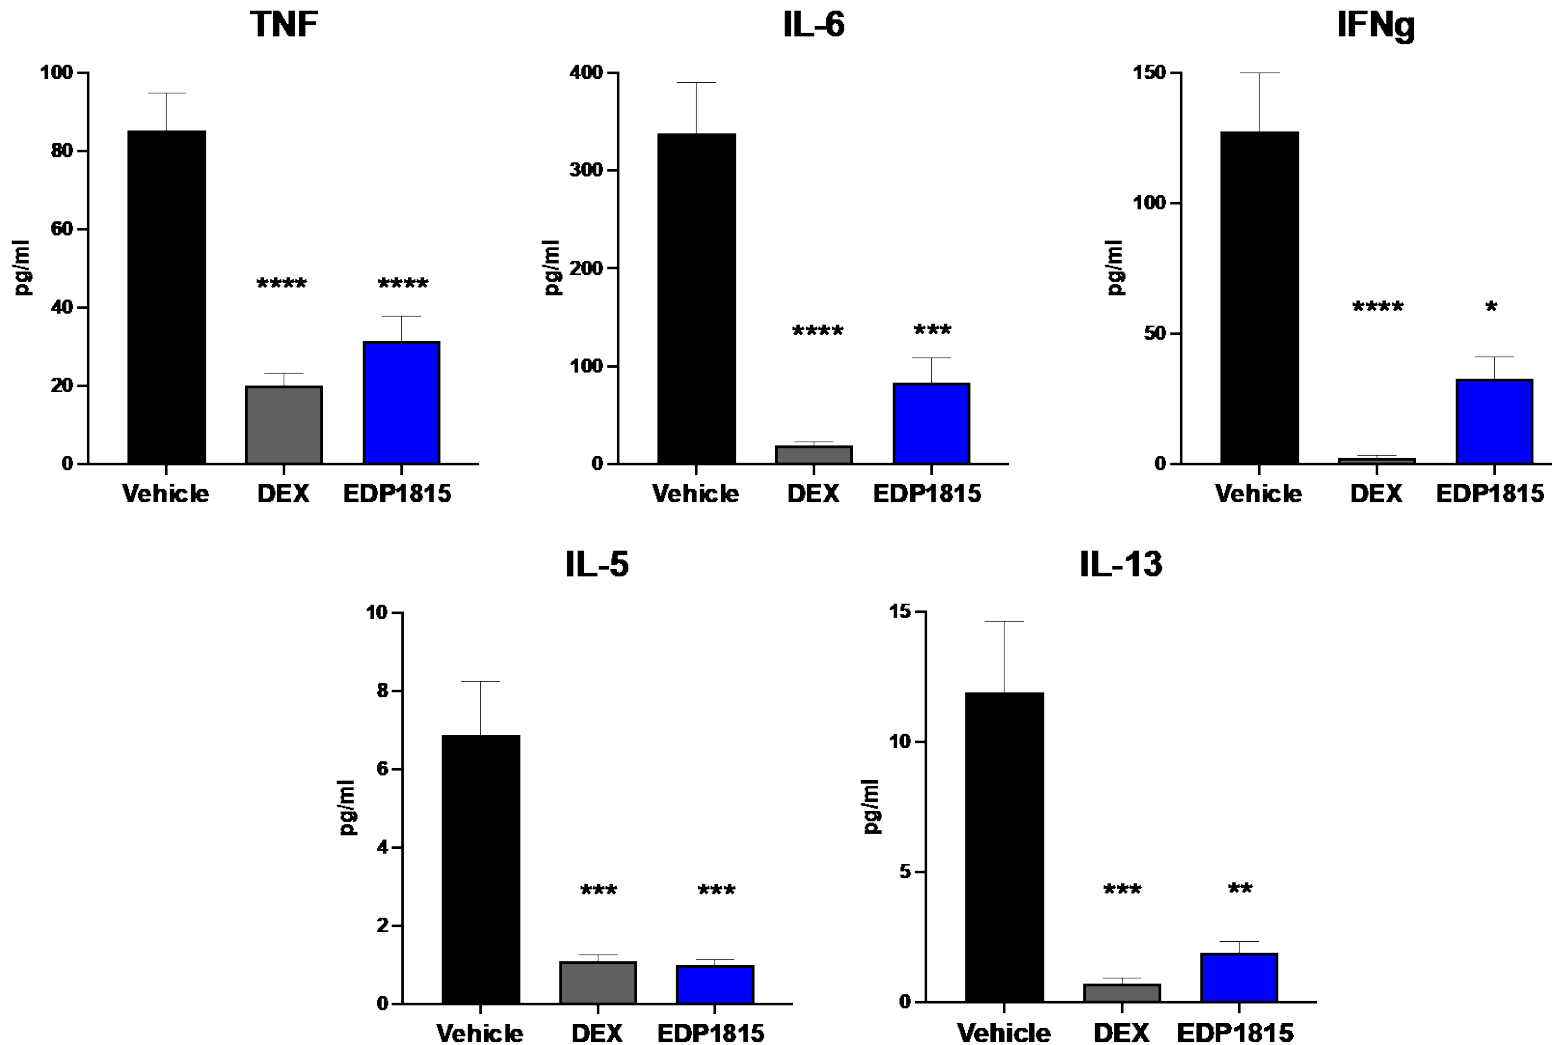 TNF
100
80
60
40
20
0
pg/ml
****
****
Vehicle DEX EDP1815
IL-6
400
300
200
100
0
pg/ml
****
***
Vehicle DEX EDP1815
IFNg
150
100
50
0
pg/ml
****
*
Vehicle DEX EDP1815
IL-5
10
8
6
4
2
0
pg/ml
***
***
Vehicle DEX EDP1815
IL-13
15
10
5
0
pg/ml
***
**
Vehicle DEX EDP1815